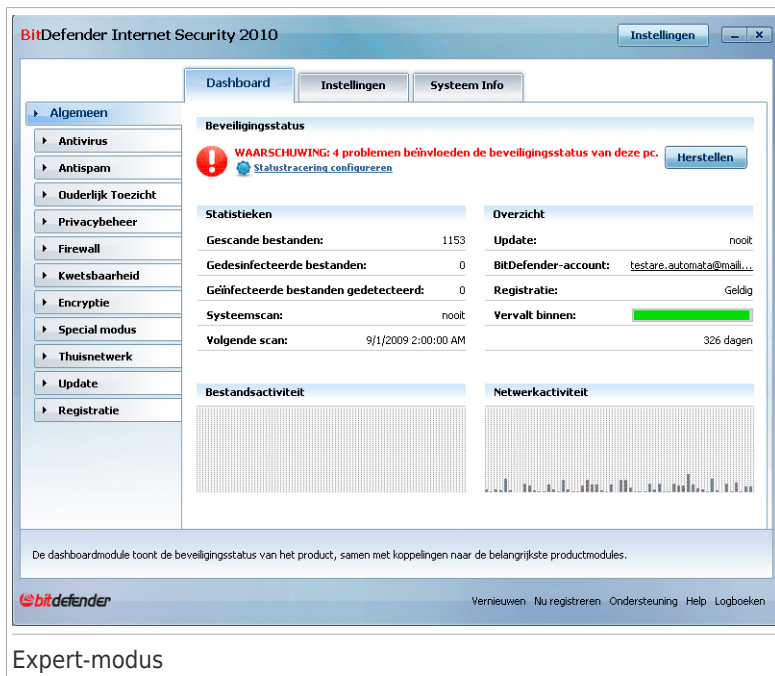 BitDefender Internet Security 2010
Instellingen
Dashboard
Instellingen
Systeem Info
Algemeen
Antivirus
Antispam
Ouderlijk Toezicht
Privacybeheer
Firewall
Kwetsbaarheid
Encryptie
Special modus
Thuisnetwerk
Update
Registratie
Beveiligingsstatus
WAARSCHUWING: 4 problemen beïnvloeden de beveiligingsstatus van deze pc.
Statustracering configureren
Herstellen
Statistieken
Gescande bestanden: 1153
Gedesinfecteerde bestanden: 0
Geïnfecteerde bestanden gedetecteerd: 0
Systeemscan: nooit
Volgende scan: 9/1/2009 2:00:00 AM
Overzicht
Update: nooit
BitDefender-account: testare.automata@maili...
Registratie: Geldig
Vervalt binnen:
326 dagen
Bestandsactiviteit
Netwerkactiviteit
De dashboardmodule toont de beveiligingsstatus van het product, samen met koppelingen naar de belangrijkste productmodules.
bitdefender
Vernieuwen Nu registreren Ondersteuning Help Logboeken
Expert-modus